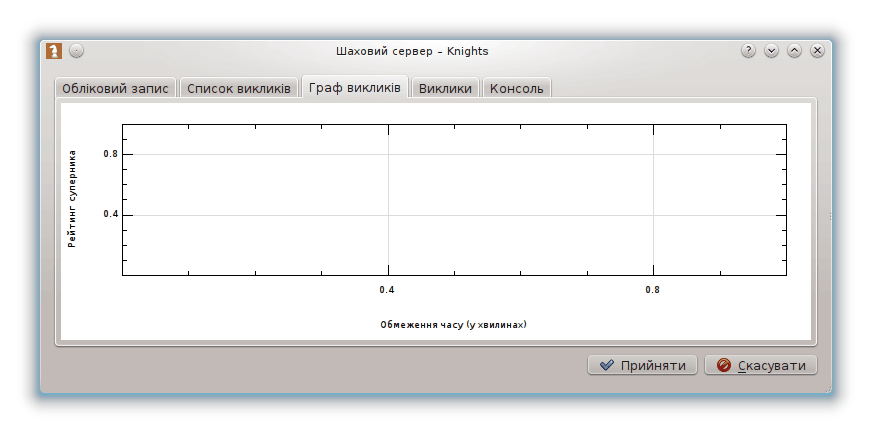 Шаховий сервер – Knights
Обліковий запис
Список викликів
Граф викликів
Виклики
Консоль
Рейтинг суперника
0.8
0.4
0.4
0.8
Обмеження часу (у хвилинах)
Прийняти
Скасувати